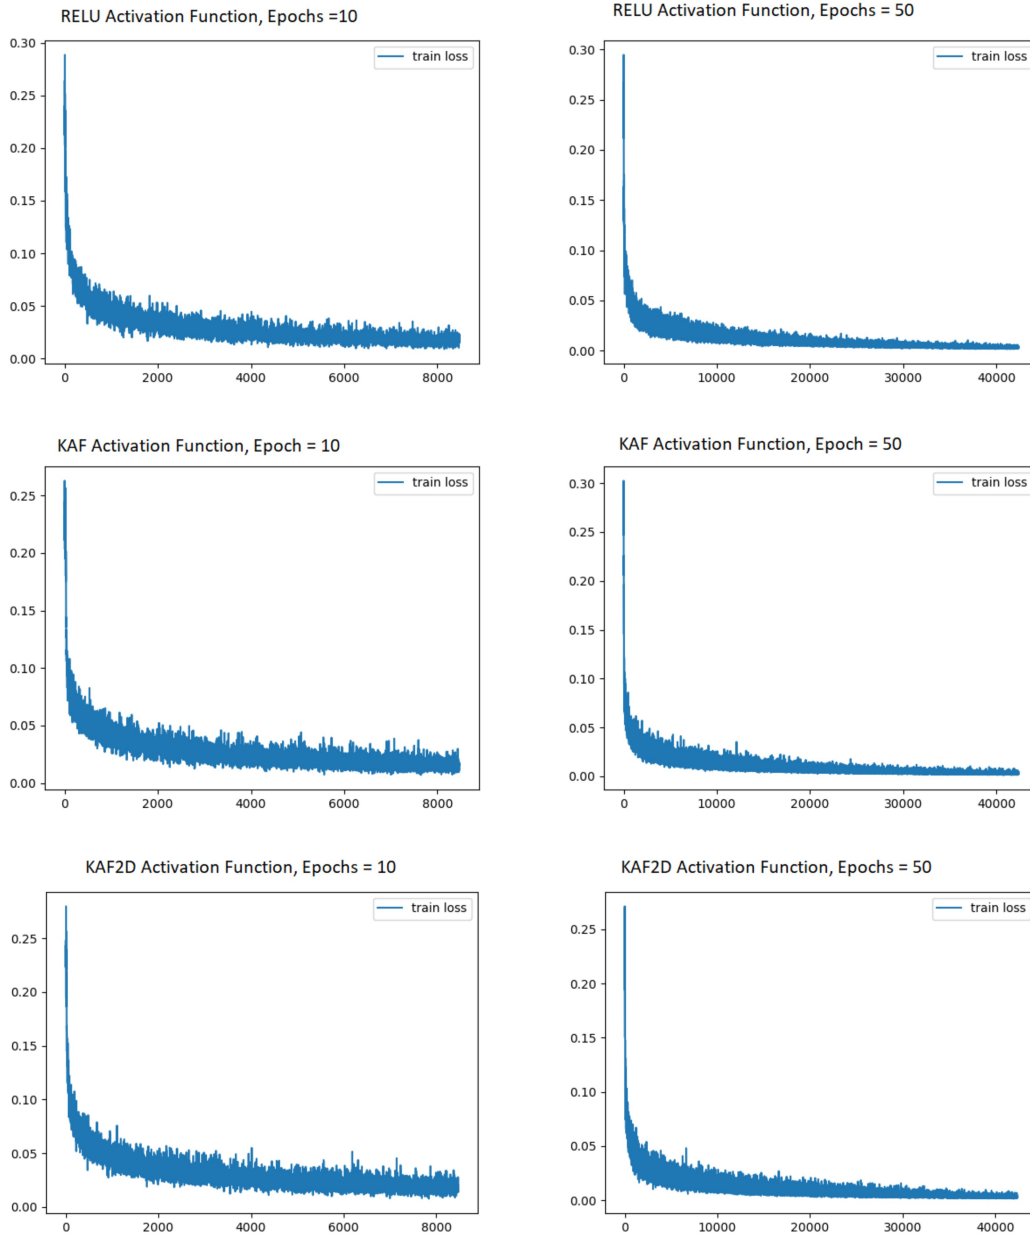 RELU Activation Function, Epochs =10
train loss
0.30
0.25
0.20
0.15
0.10
0.05
0.00
0 2000 4000 6000 8000
RELU Activation Function, Epochs = 50
train loss
0.30
0.25
0.20
0.15
0.10
0.05
0.00
0 10000 20000 30000 40000
KAF Activation Function, Epoch = 10
train loss
0.25
0.20
0.15
0.10
0.05
0.00
0 2000 4000 6000 8000
KAF Activation Function, Epoch = 50
train loss
0.30
0.25
0.20
0.15
0.10
0.05
0.00
0 10000 20000 30000 40000
KAF2D Activation Function, Epochs = 10
train loss
0.25
0.20
0.15
0.10
0.05
0.00
0 2000 4000 6000 8000
KAF2D Activation Function, Epochs = 50
train loss
0.25
0.20
0.15
0.10
0.05
0.00
0 10000 20000 30000 40000